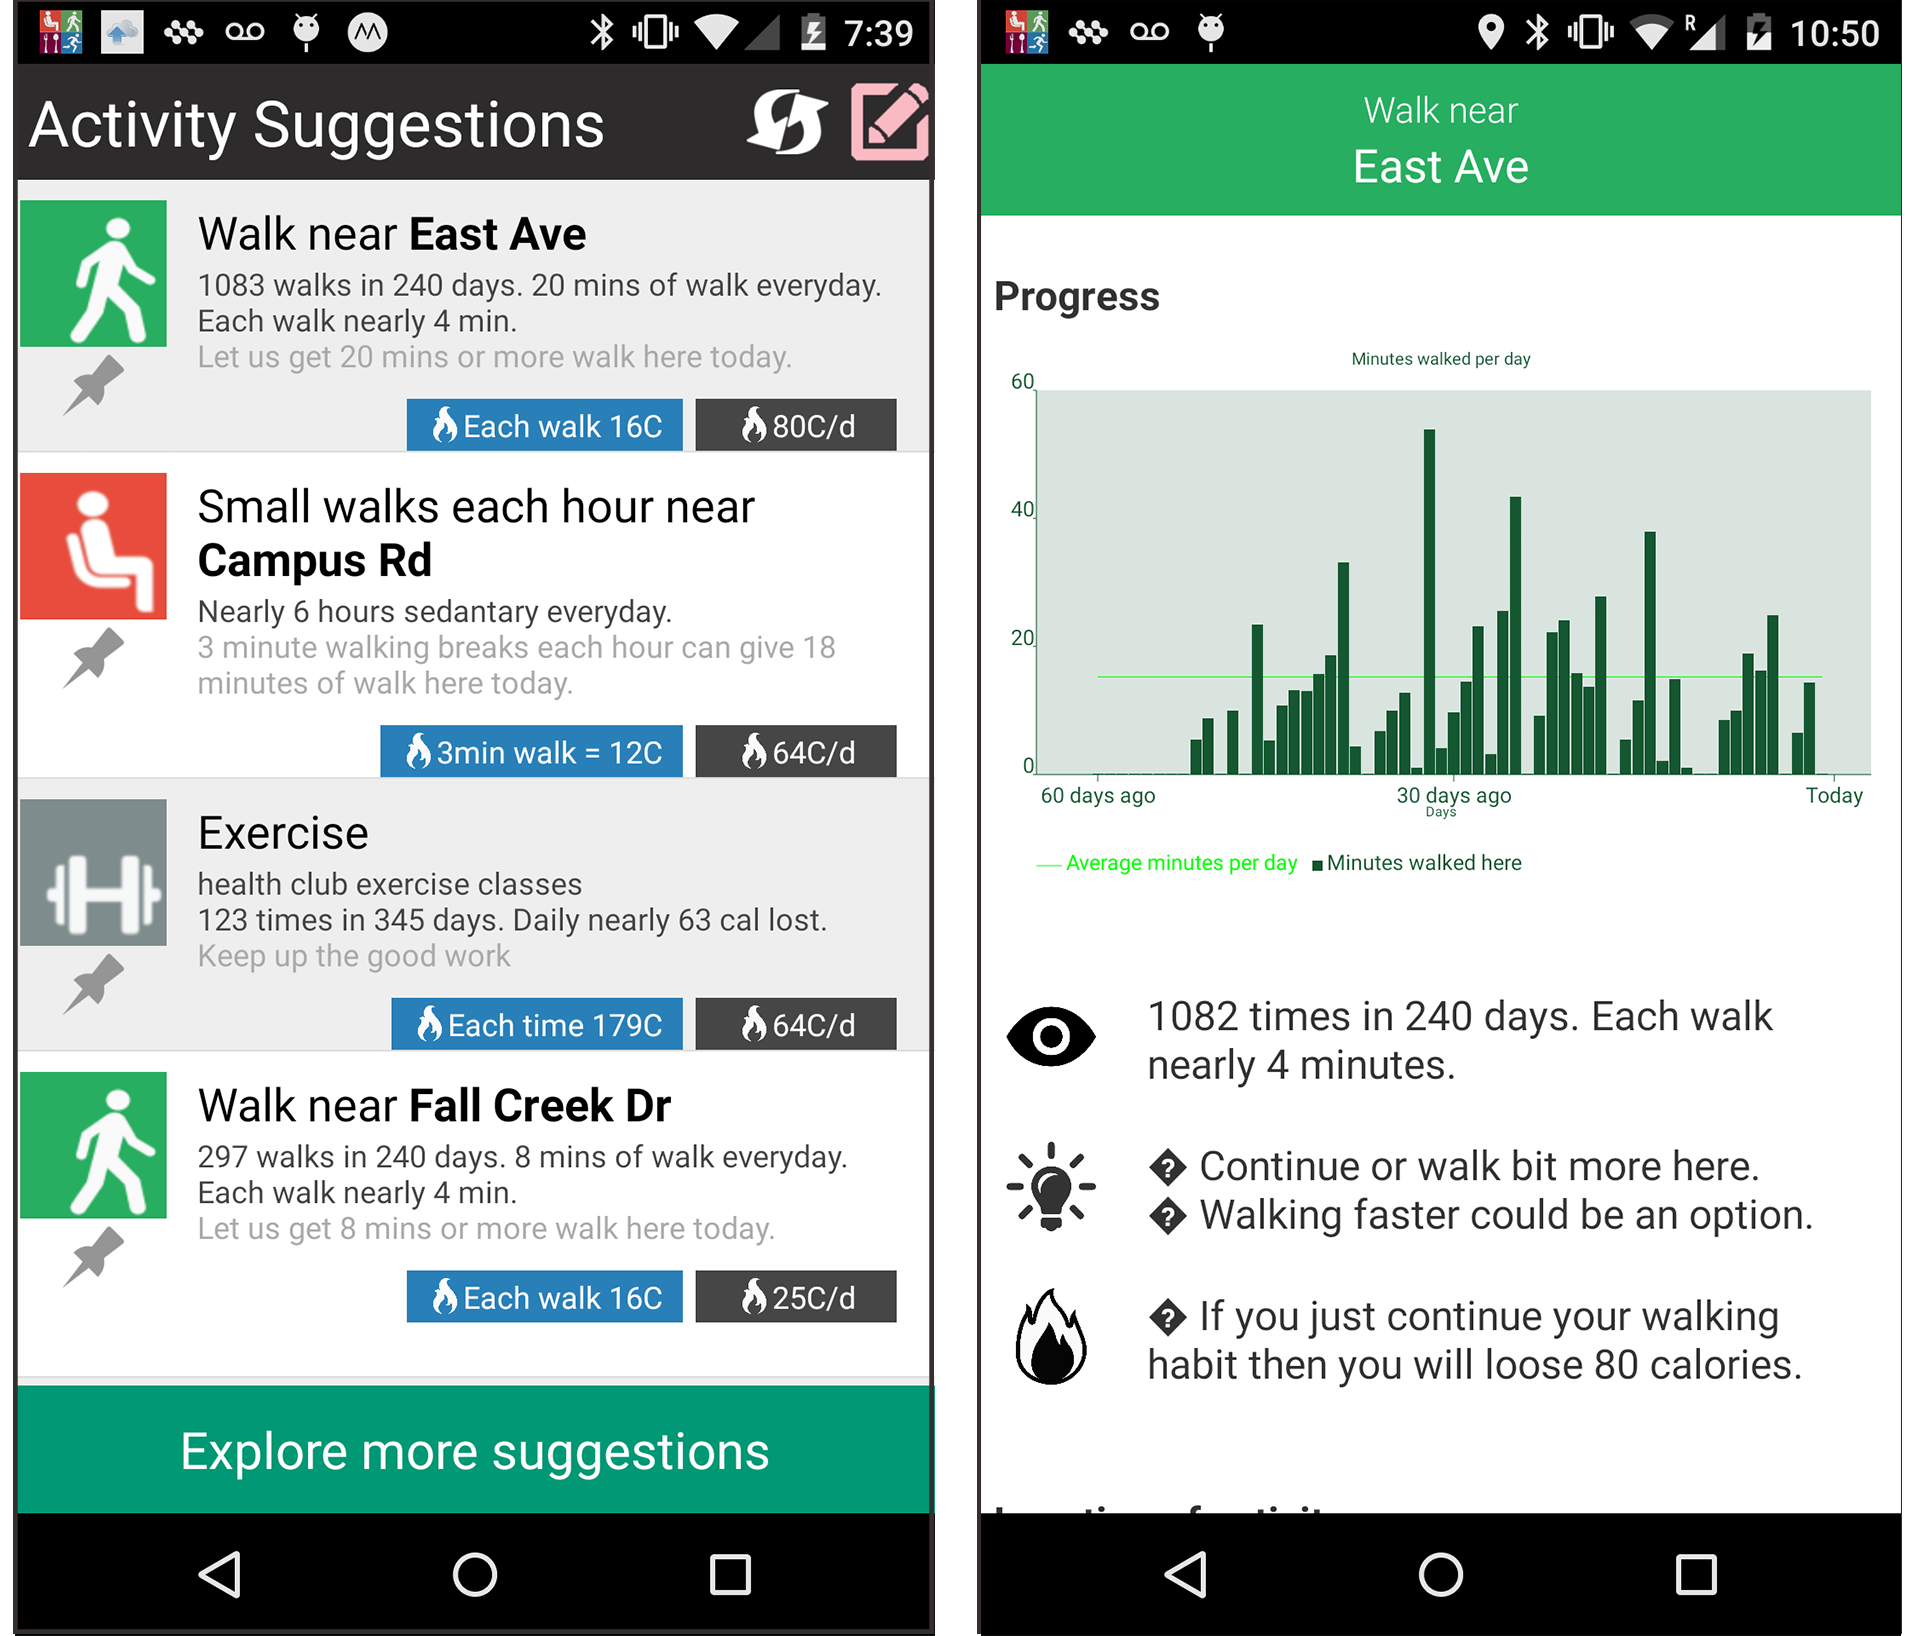 7:39
Activity Suggestions
Walk near East Ave
1083 walks in 240 days. 20 mins of walk everyday.
Each walk nearly 4 min.
Let us get 20 mins or more walk here today.
Each walk 16C
80C/d
Small walks each hour near
Campus Rd
Nearly 6 hours sedantary everyday.
3 minute walking breaks each hour can give 18
minutes of walk here today.
3min walk = 12C
64C/d
Exercise
health club exercise classes
123 times in 345 days. Daily nearly 63 cal lost.
Keep up the good work
Each time 179C
64C/d
Walk near Fall Creek Dr
297 walks in 240 days. 8 mins of walk everyday.
Each walk nearly 4 min.
Let us get 8 mins or more walk here today.
Each walk 16C
25C/d
Explore more suggestions
R
10:50
Walk near
East Ave
Progress
Minutes walked per day
60
40
20
0
60 days ago
30 days ago
Today
Days
Average minutes per day
Minutes walked here
1082 times in 240 days. Each walk
nearly 4 minutes.
� Continue or walk bit more here.
� Walking faster could be an option.
� If you just continue your walking
habit then you will loose 80 calories.